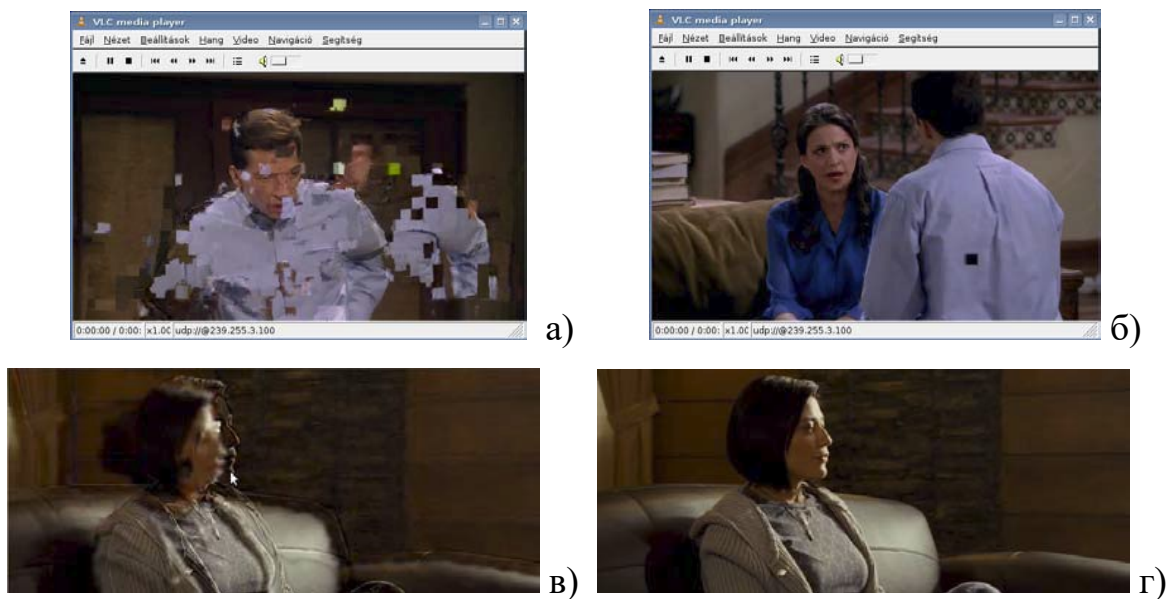 VLC media player
Fájl Nézet Beállítások Hang Video Navigáció Segítség
0:00:00 / 0:00: x1.00 udp://@239.255.3.100
а)
VLC media player
Fájl Nézet Beállítások Hang Video Navigáció Segítség
0:00:00 / 0:00: x1.00 udp://@239.255.3.100
б)
в)
г)